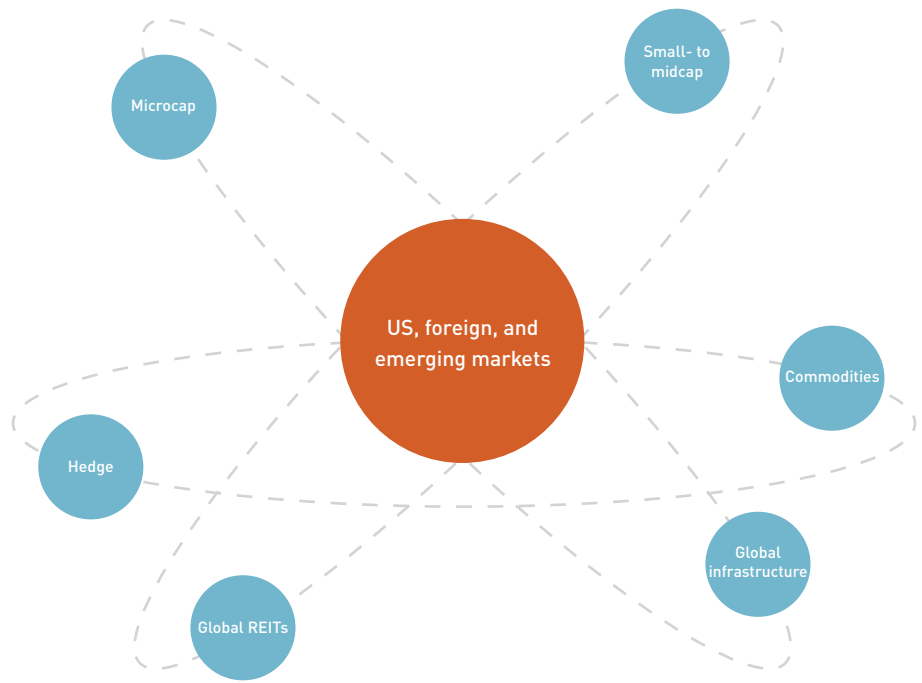 Small- to
midcap
Microcap
US, foreign, and
emerging markets
Commodities
Hedge
Global
infrastructure
Global REITs